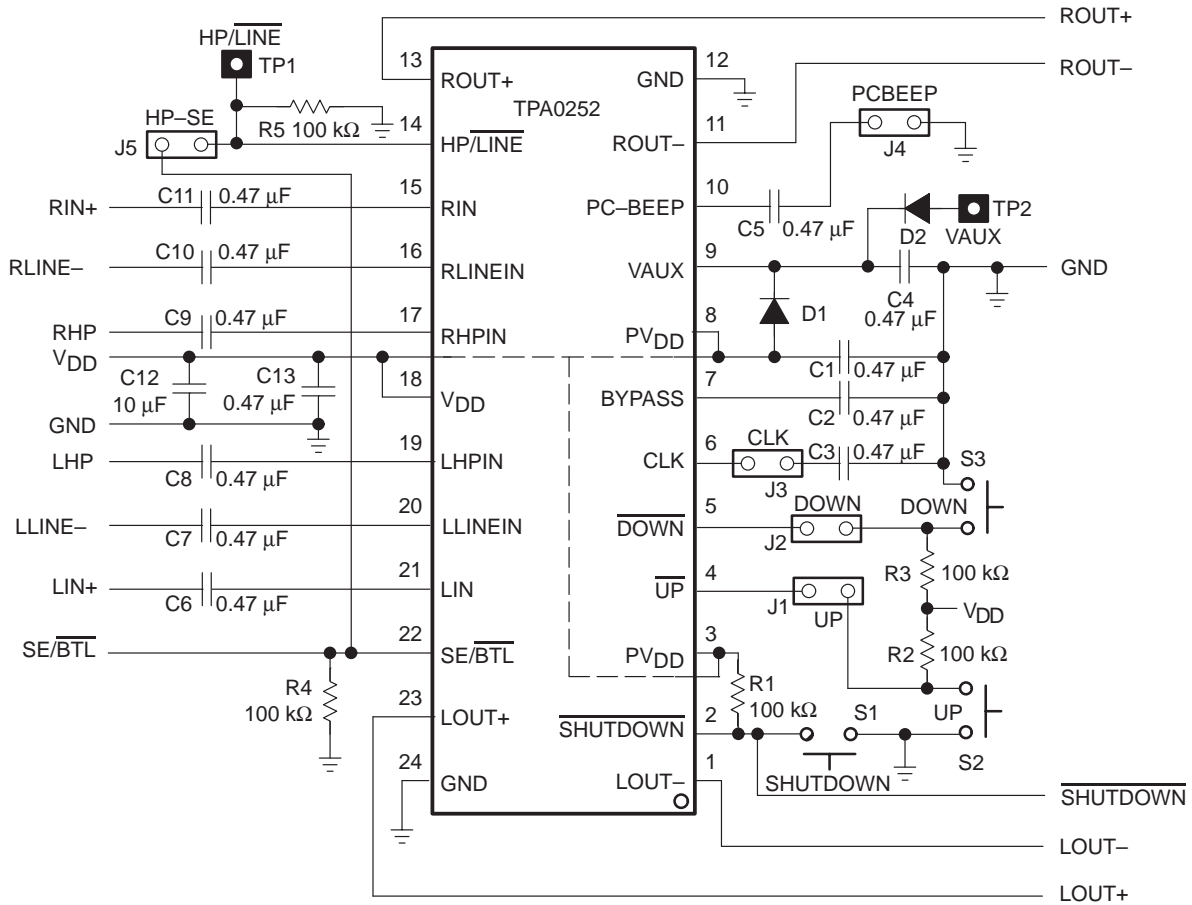 ROUT+
HP/LINE
TP1
13
ROUT+
TPA0252
GND
12
ROUT–
PCBEEP
J4
R5 100 kΩ
HP–SE
J5
14
HP/LINE
ROUT–
11
C11 0.47 μF
RIN+
15
RIN
PC–BEEP
10
C5 0.47 μF
D2
TP2
VAUX
RLINE–
C10 0.47 μF
16
RLINEIN
VAUX
9
C4
0.47 μF
GND
D1
RHP
C9 0.47 μF
17
RHPIN
PVDD
8
VDD
C12
10 μF
C13
0.47 μF
18
VDD
C1 0.47 μF
BYPASS
7
C2 0.47 μF
GND
LHP
C8 0.47 μF
19
LHPIN
CLK
6
CLK
J3
C3 0.47 μF
S3
DOWN
LLINE–
C7 0.47 μF
20
LLINEIN
DOWN
5
DOWN
J2
R3 100 kΩ
VDD
R2 100 kΩ
LIN+
C6 0.47 μF
21
LIN
UP
4
J1
UP
SE/BTL
22
SE/BTL
PVDD
3
R1
100 kΩ
R4
100 kΩ
23
LOUT+
SHUTDOWN
2
S1
SHUTDOWN
UP
S2
24
GND
LOUT–
1
SHUTDOWN
LOUT–
LOUT+